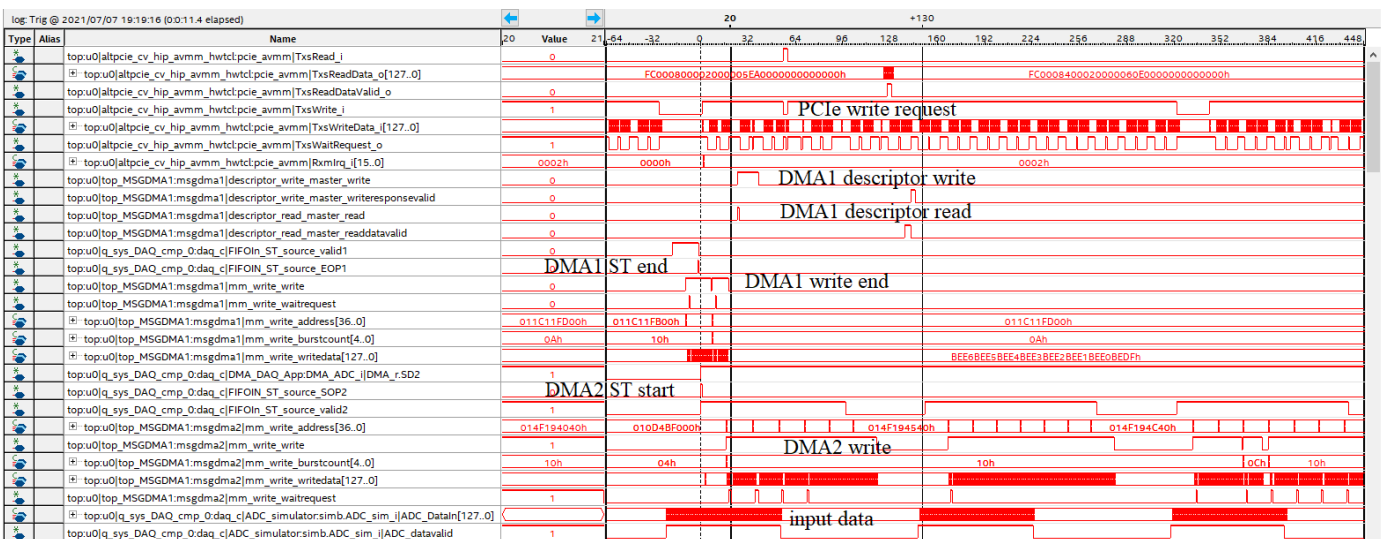 log: Trig @ 2021/07/07 19:19:16 (0:0:11.4 elapsed) 20 +130
Type Alias Name 20 Value 21 -64 -32 0 32 64 96 128 160 192 224 256 288 320 352 384 416 448
top:u0|altpcie_cv_hip_avmm_hwtcl:pcie_avmm|TxsRead_i 0
top:u0|altpcie_cv_hip_avmm_hwtcl:pcie_avmm|TxsReadData_o[127..0] FC000800002000005EA0000000000000h FC0008400020000060E0000000000000h
top:u0|altpcie_cv_hip_avmm_hwtcl:pcie_avmm|TxsReadDataValid_o 0
top:u0|altpcie_cv_hip_avmm_hwtcl:pcie_avmm|TxsWrite_i 1 PCIe write request
top:u0|altpcie_cv_hip_avmm_hwtcl:pcie_avmm|TxsWriteData_i[127..0]
top:u0|altpcie_cv_hip_avmm_hwtcl:pcie_avmm|TxsWaitRequest_o 1
top:u0|altpcie_cv_hip_avmm_hwtcl:pcie_avmm|RxmIrq_i[15..0] 0002h 0000h 0002h
top:u0|top_MSGDMA1:msgdma1|descriptor_write_master_write 0 DMA1 descriptor write
top:u0|top_MSGDMA1:msgdma1|descriptor_write_master_writeresponsevalid 0
top:u0|top_MSGDMA1:msgdma1|descriptor_read_master_read 0 DMA1 descriptor read
top:u0|top_MSGDMA1:msgdma1|descriptor_read_master_readdatavalid 0
top:u0|q_sys_DAQ_cmp_0:daq_c|FIFOIn_ST_source_valid1 0
top:u0|q_sys_DAQ_cmp_0:daq_c|FIFOIN_ST_source_EOP1 DMA1 ST end
top:u0|top_MSGDMA1:msgdma1|mm_write_write 0 DMA1 write end
top:u0|top_MSGDMA1:msgdma1|mm_write_waitrequest 0
top:u0|top_MSGDMA1:msgdma1|mm_write_address[36..0] 011C11FD00h 011C11FB00h 011C11FD00h
top:u0|top_MSGDMA1:msgdma1|mm_write_burstcount[4..0] 0Ah 10h 0Ah
top:u0|top_MSGDMA1:msgdma1|mm_write_writedata[127..0] BEE6BEE5BEE4BEE3BEE2BEE1BEE0BEDFh
top:u0|q_sys_DAQ_cmp_0:daq_c|DMA_DAQ_App:DMA_ADC_i|DMA_r.SD2 1
top:u0|q_sys_DAQ_cmp_0:daq_c|FIFOIN_ST_source_SOP2 DMA2 ST start
top:u0|q_sys_DAQ_cmp_0:daq_c|FIFOIn_ST_source_valid2 1
top:u0|top_MSGDMA2:msgdma2|mm_write_address[36..0] 014F194040h 010D4BF000h 014F194540h 014F194C40h
top:u0|top_MSGDMA2:msgdma2|mm_write_write 1 DMA2 write
top:u0|top_MSGDMA2:msgdma2|mm_write_burstcount[4..0] 10h 04h 10h 0Ch 10h
top:u0|top_MSGDMA2:msgdma2|mm_write_writedata[127..0]
top:u0|top_MSGDMA2:msgdma2|mm_write_waitrequest 1
top:u0|q_sys_DAQ_cmp_0:daq_c|ADC_simulator:simb.ADC_sim_i|ADC_DataIn[127..0] input data
top:u0|q_sys_DAQ_cmp_0:daq_c|ADC_simulator:simb.ADC_sim_i|ADC_datavalid 1